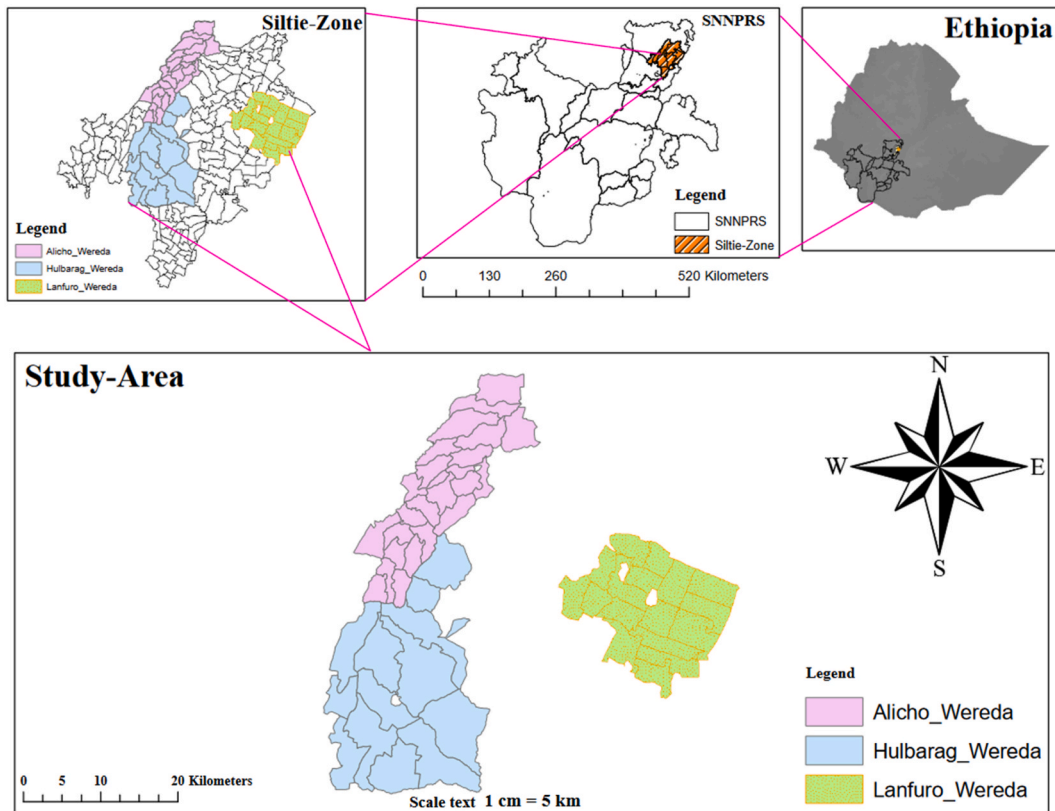 Siltie-Zone
Legend
Alicho_Wereda
Hulbarag_Wereda
Lanfuro_Wereda
SNNPRS
Legend
SNNPRS
Siltie-Zone
0 130 260 520 Kilometers
Ethiopia
Study-Area
N
W E
S
Legend
Alicho_Wereda
Hulbarag_Wereda
Lanfuro_Wereda
0 5 10 20 Kilometers
Scale text 1 cm = 5 km